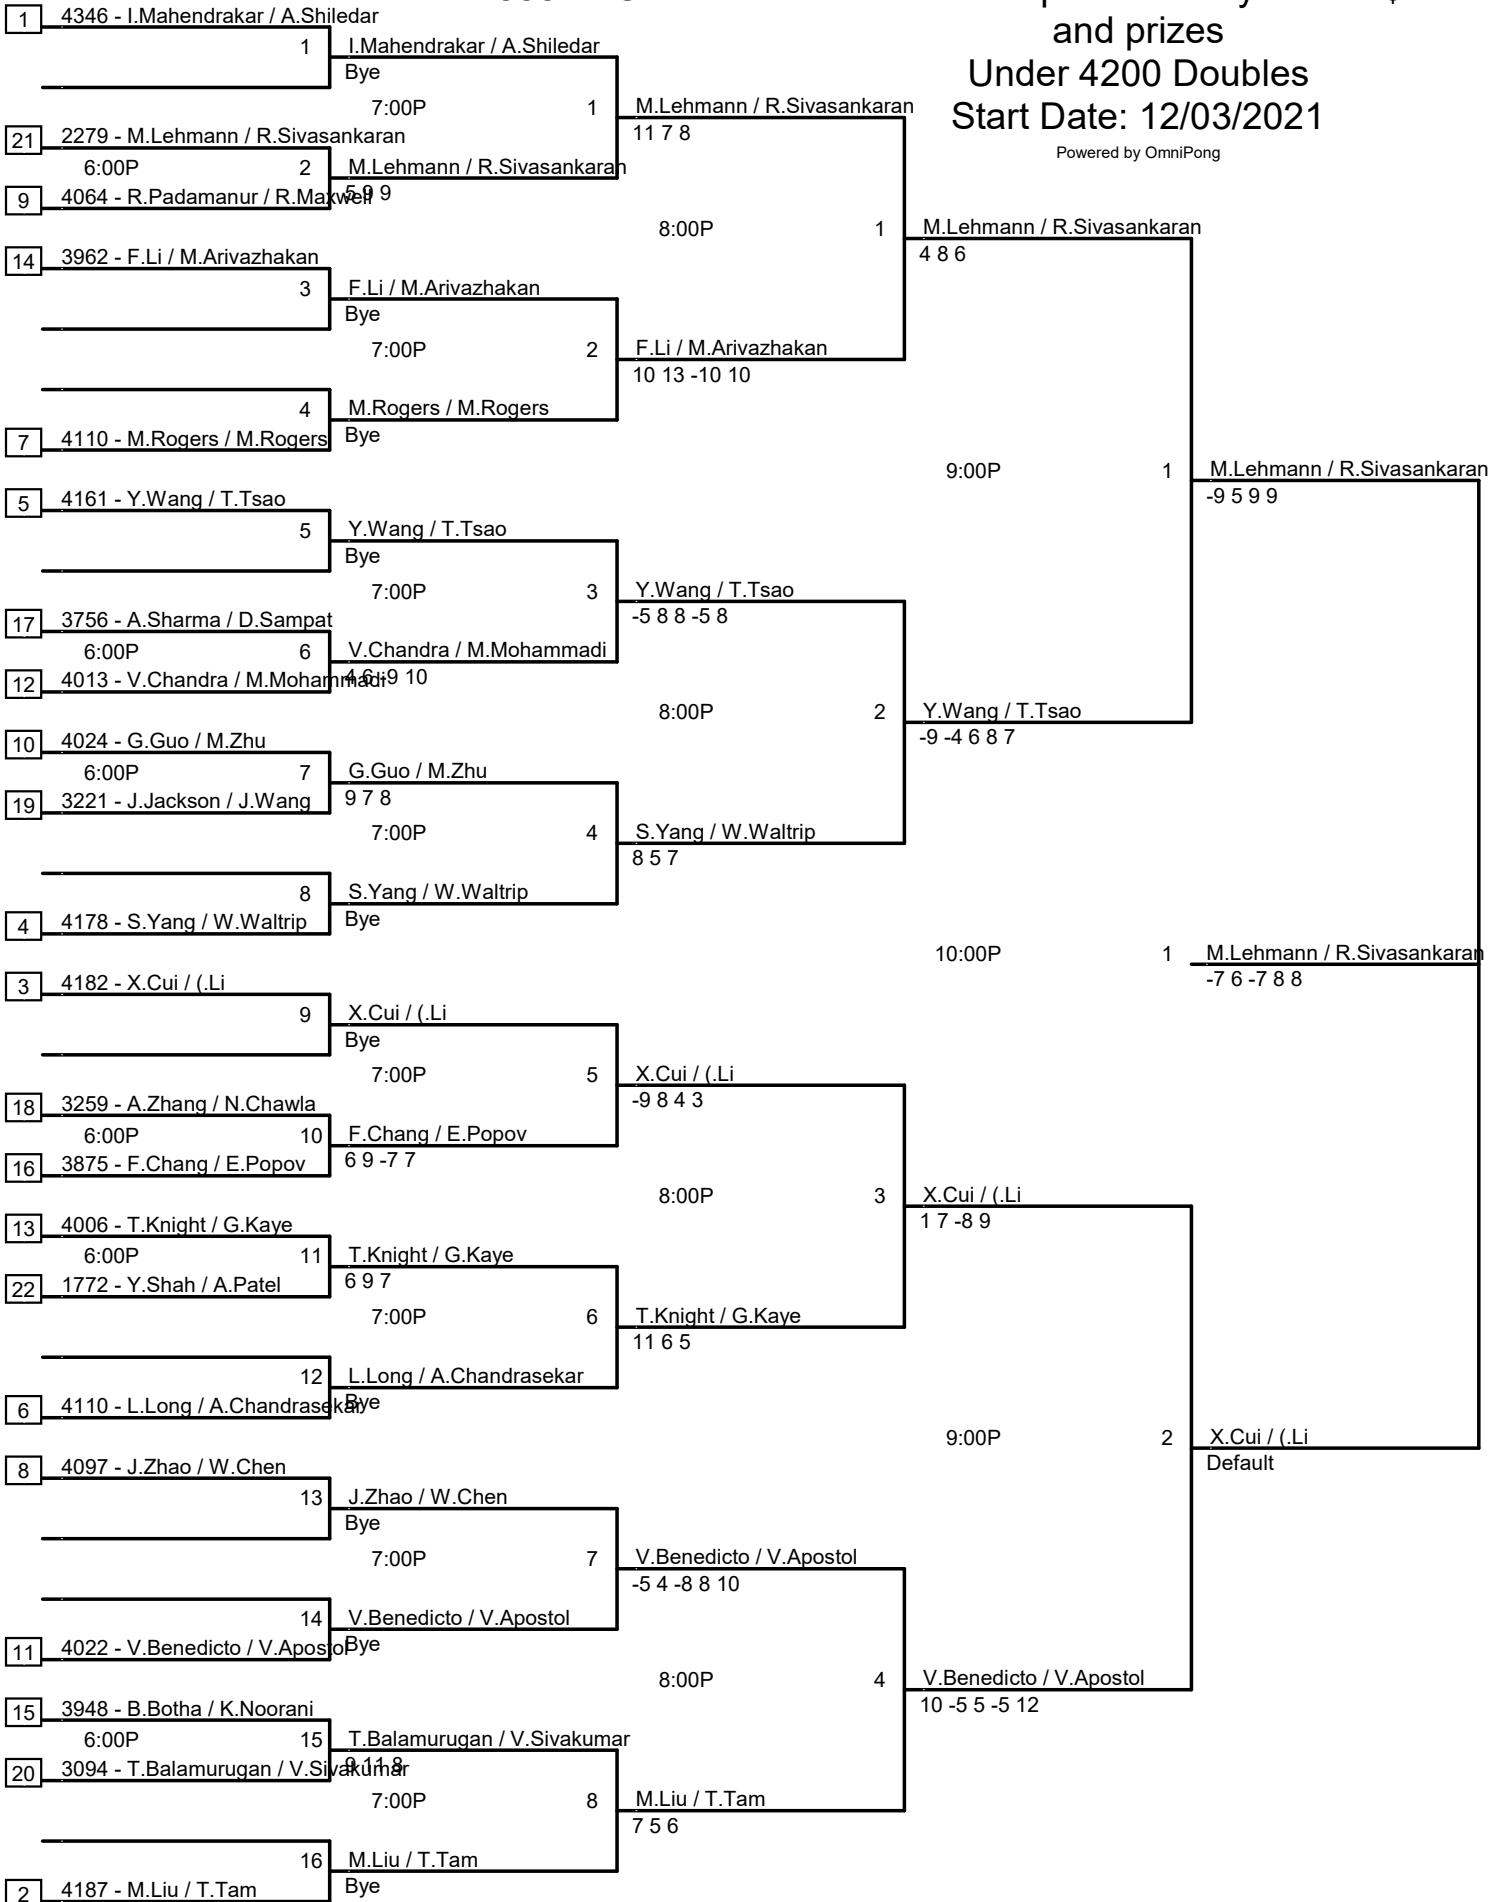 and prizes
Under 4200 Doubles
Start Date: 12/03/2021
Powered by OmniPong
1 4346 - I.Mahendrakar / A.Shiledar
1 I.Mahendrakar / A.Shiledar
Bye
7:00P 1 M.Lehmann / R.Sivasankaran
11 7 8
21 2279 - M.Lehmann / R.Sivasankaran
6:00P 2 M.Lehmann / R.Sivasankaran
5 9 9
9 4064 - R.Padamanur / R.Maxwell
8:00P 1 M.Lehmann / R.Sivasankaran
4 8 6
14 3962 - F.Li / M.Arivazhakan
3 F.Li / M.Arivazhakan
Bye
7:00P 2 F.Li / M.Arivazhakan
10 13 -10 10
4 M.Rogers / M.Rogers
Bye
7 4110 - M.Rogers / M.Rogers
9:00P 1 M.Lehmann / R.Sivasankaran
-9 5 9 9
5 4161 - Y.Wang / T.Tsao
5 Y.Wang / T.Tsao
Bye
7:00P 3 Y.Wang / T.Tsao
-5 8 8 -5 8
17 3756 - A.Sharma / D.Sampat
6:00P 6 V.Chandra / M.Mohammadi
4 6 -9 10
12 4013 - V.Chandra / M.Mohammadi
8:00P 2 Y.Wang / T.Tsao
-9 -4 6 8 7
10 4024 - G.Guo / M.Zhu
6:00P 7 G.Guo / M.Zhu
9 7 8
19 3221 - J.Jackson / J.Wang
7:00P 4 S.Yang / W.Waltrip
8 5 7
8 S.Yang / W.Waltrip
Bye
4 4178 - S.Yang / W.Waltrip
10:00P 1 M.Lehmann / R.Sivasankaran
-7 6 -7 8 8
3 4182 - X.Cui / (.Li
9 X.Cui / (.Li
Bye
7:00P 5 X.Cui / (.Li
-9 8 4 3
18 3259 - A.Zhang / N.Chawla
6:00P 10 F.Chang / E.Popov
6 9 -7 7
16 3875 - F.Chang / E.Popov
8:00P 3 X.Cui / (.Li
1 7 -8 9
13 4006 - T.Knight / G.Kaye
6:00P 11 T.Knight / G.Kaye
6 9 7
22 1772 - Y.Shah / A.Patel
7:00P 6 T.Knight / G.Kaye
11 6 5
12 L.Long / A.Chandrasekar
Bye
6 4110 - L.Long / A.Chandrasekar
9:00P 2 X.Cui / (.Li
Default
8 4097 - J.Zhao / W.Chen
13 J.Zhao / W.Chen
Bye
7:00P 7 V.Benedicto / V.Apostol
-5 4 -8 8 10
14 V.Benedicto / V.Apostol
Bye
11 4022 - V.Benedicto / V.Apostol
8:00P 4 V.Benedicto / V.Apostol
10 -5 5 -5 12
15 3948 - B.Botha / K.Noorani
6:00P 15 T.Balamurugan / V.Sivakumar
9 11 8
20 3094 - T.Balamurugan / V.Sivakumar
7:00P 8 M.Liu / T.Tam
7 5 6
16 M.Liu / T.Tam
Bye
2 4187 - M.Liu / T.Tam